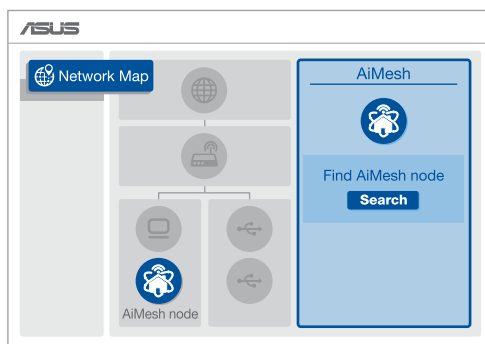 ASUS
Network Map
AiMesh
Find AiMesh node
Search
AiMesh node